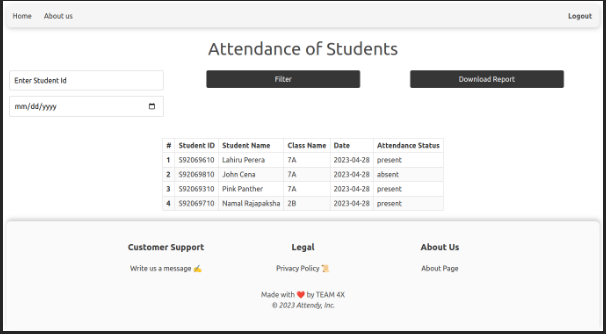 Home About us Logout
Attendance of Students
Enter Student Id Filter Download Report
mm/dd/yyyy
# Student ID Student Name Class Name Date Attendance Status
1 S92069610 Lahiru Perera 7A 2023-04-28 present
2 S92069810 John Cena 7A 2023-04-28 absent
3 S92069310 Pink Panther 7A 2023-04-28 present
4 S92069710 Namal Rajapaksha 2B 2023-04-28 present
Customer Support Legal About Us
Write us a message ✍️ Privacy Policy 📜 About Page
Made with ❤️ by TEAM 4X
© 2023 Attendy, Inc.